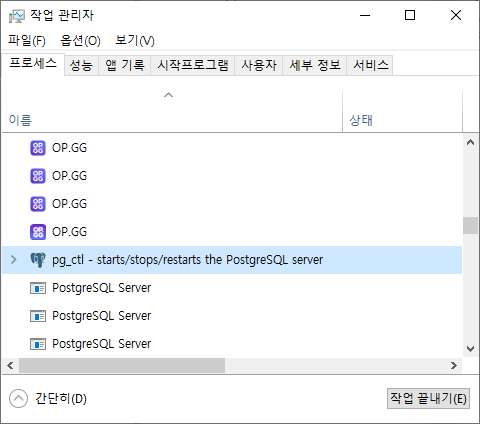 작업 관리자
파일(F) 옵션(O) 보기(V)
프로세스 성능 앱 기록 시작프로그램 사용자 세부 정보 서비스
이름 상태
OP.GG
OP.GG
OP.GG
OP.GG
pg_ctl - starts/stops/restarts the PostgreSQL server
PostgreSQL Server
PostgreSQL Server
PostgreSQL Server
간단히(D) 작업 끝내기(E)